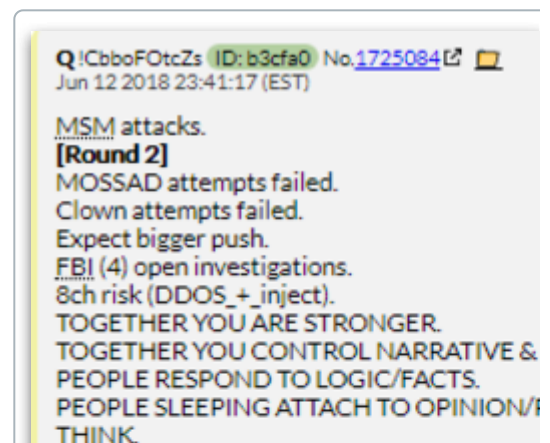 Q !CbboFOtcZs ID: b3cfa0 No.1725084
Jun 12 2018 23:41:17 (EST)
MSM attacks.
[Round 2]
MOSSAD attempts failed.
Clown attempts failed.
Expect bigger push.
FBI (4) open investigations.
8ch risk (DDOS_+_inject).
TOGETHER YOU ARE STRONGER.
TOGETHER YOU CONTROL NARRATIVE &
PEOPLE RESPOND TO LOGIC/FACTS.
PEOPLE SLEEPING ATTACH TO OPINION/
THINK.